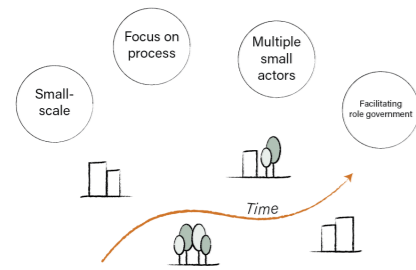 Small-
scale
Focus on
process
Multiple
small
actors
Facilitating
role government
Time